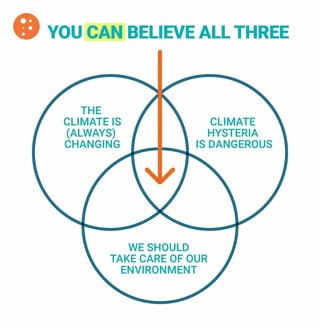 YOU CAN BELIEVE ALL THREE
THE
CLIMATE IS
(ALWAYS)
CHANGING
CLIMATE
HYSTERIA
IS DANGEROUS
WE SHOULD
TAKE CARE OF OUR
ENVIRONMENT